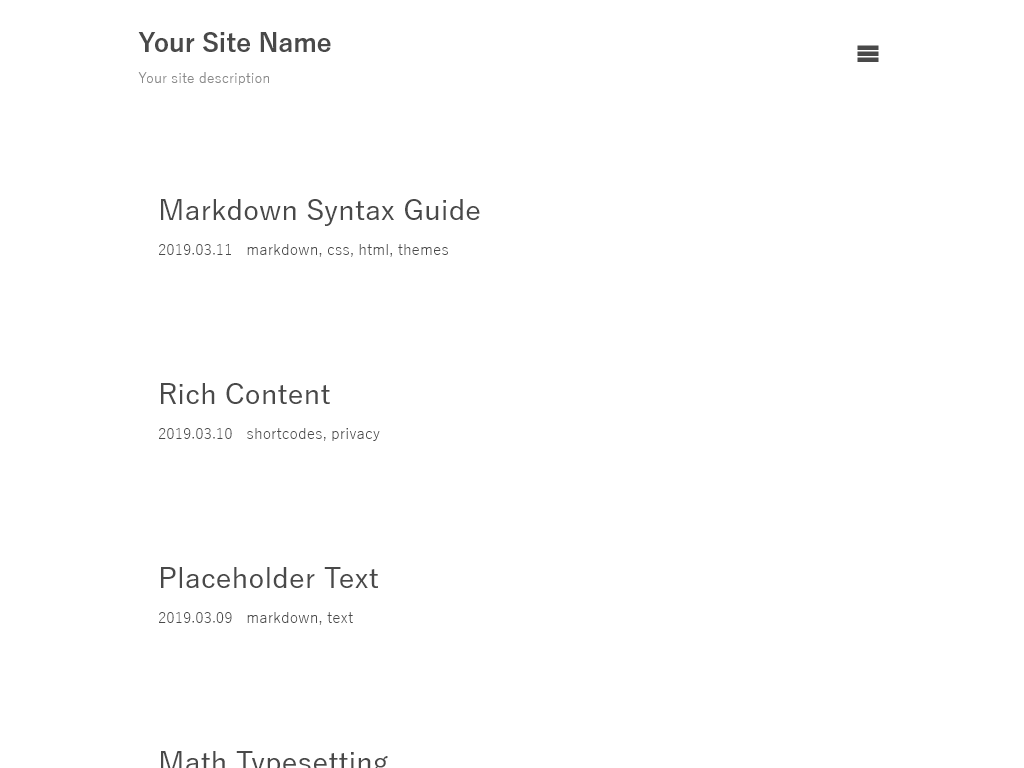 Your Site Name
Your site description
Markdown Syntax Guide
2019.03.11 markdown, css, html, themes
Rich Content
2019.03.10 shortcodes, privacy
Placeholder Text
2019.03.09 markdown, text
Math Typesetting